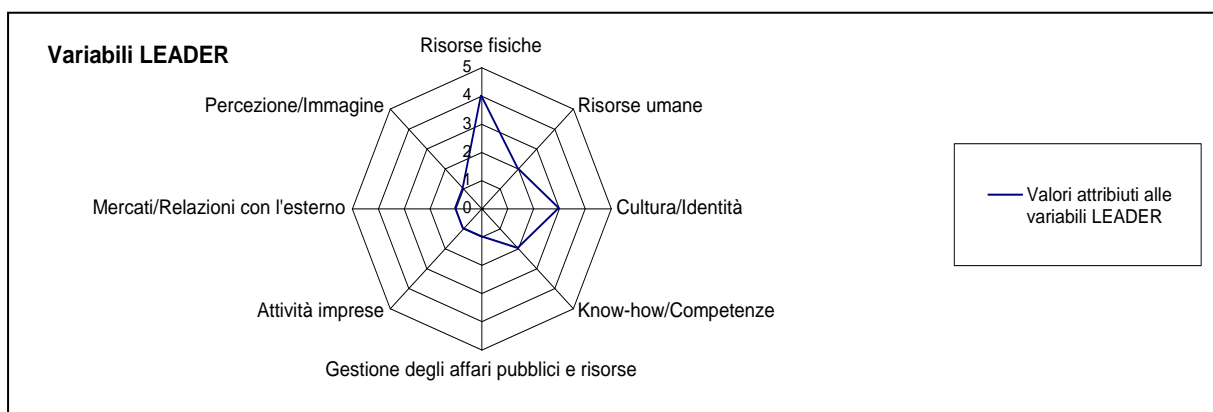 Variabili LEADER
Risorse fisiche
Risorse umane
Cultura/Identità
Know-how/Competenze
Gestione degli affari pubblici e risorse
Attività imprese
Mercati/Relazioni con l'esterno
Percezione/Immagine
5
4
3
2
1
0
Valori attribiuti alle
variabili LEADER